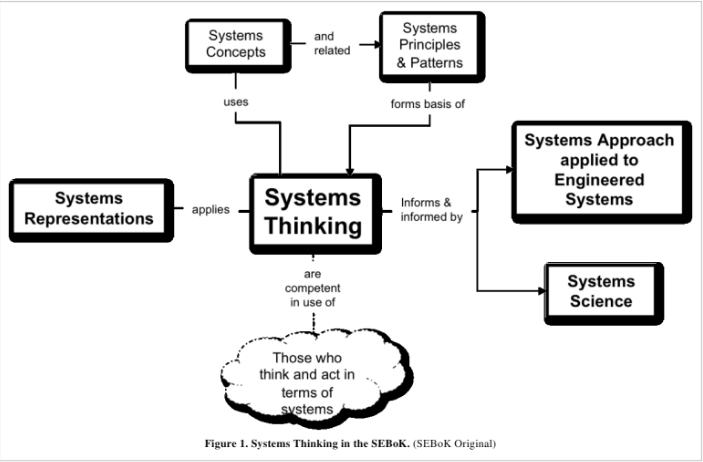 Systems
Concepts
and
related
Systems
Principles
& Patterns
uses
forms basis of
Systems Approach
applied to
Engineered
Systems
Systems
Representations
applies
Systems
Thinking
Informs &
informed by
Systems
Science
are
competent
in use of
Those who
think and act in
terms of
systems
Figure 1. Systems Thinking in the SEBoK. (SEBoK Original)